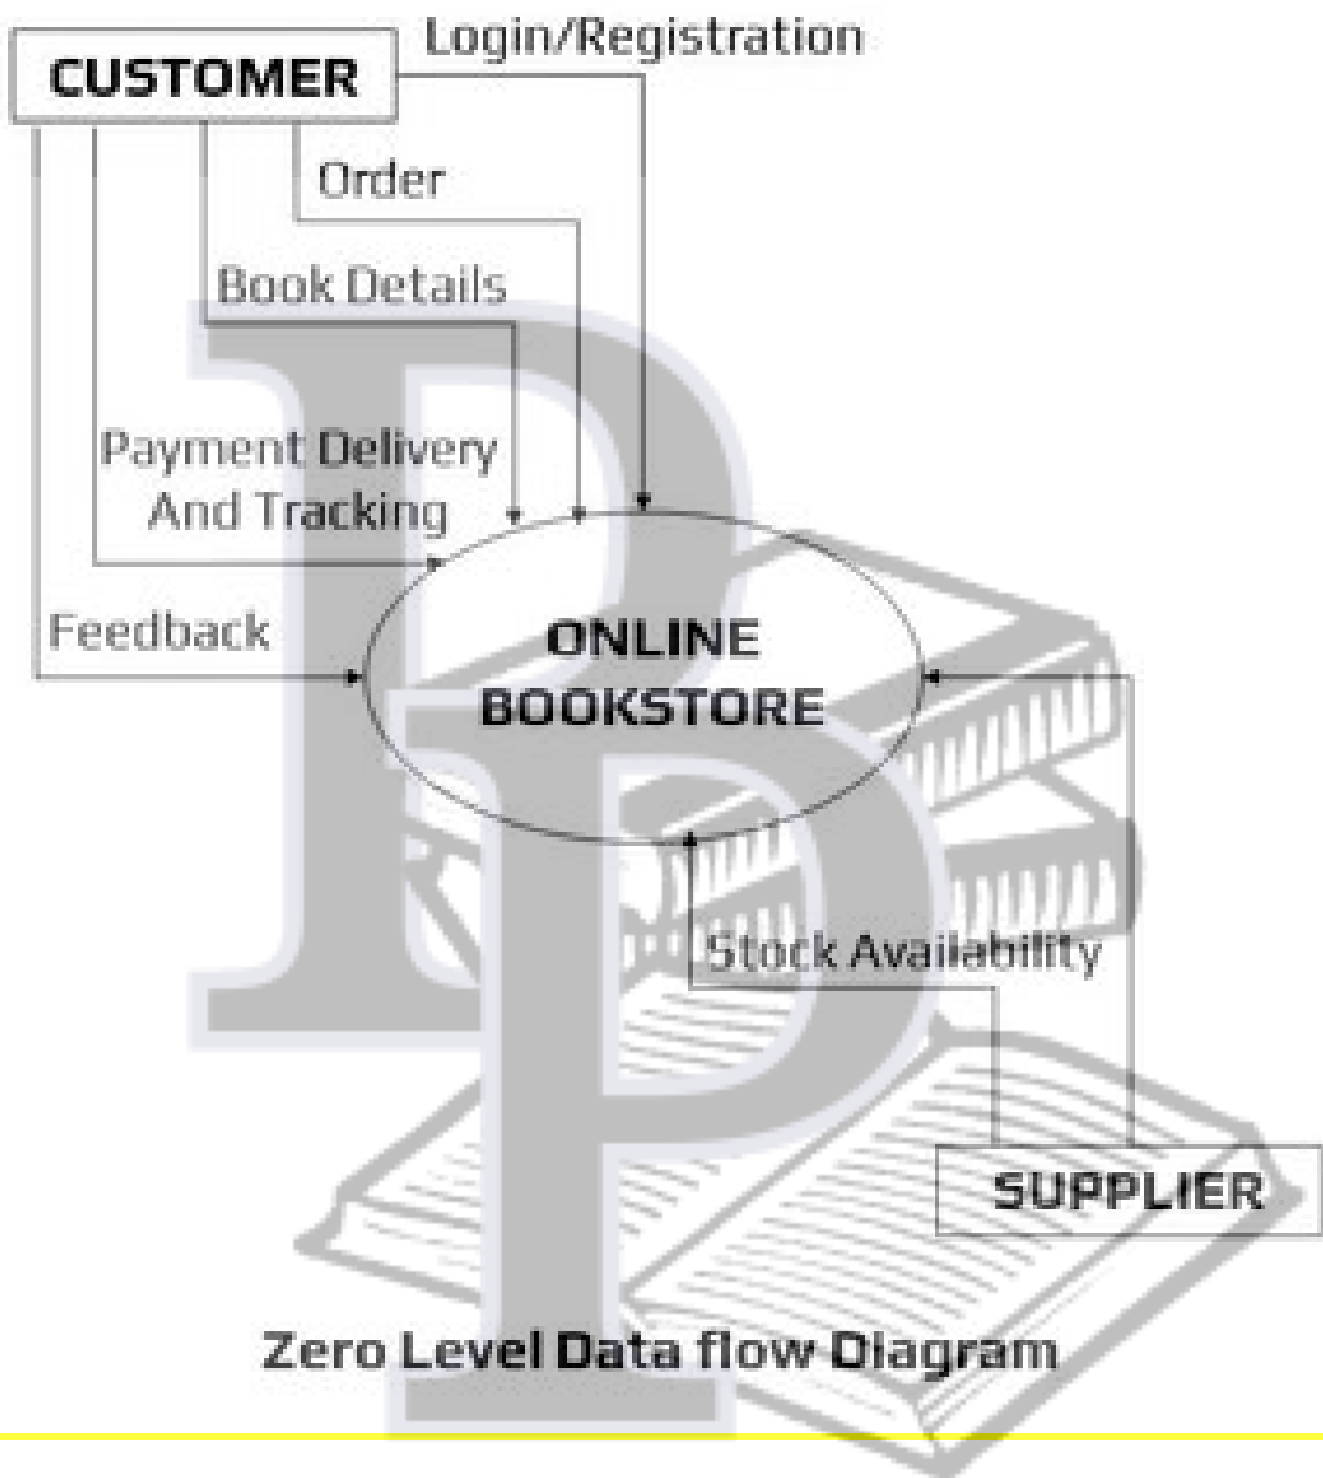 Login/Registration
CUSTOMER
Order
Book Details
Payment Delivery
And Tracking
Feedback
ONLINE
BOOKSTORE
Stock Availability
SUPPLIER
Zero Level Data flow Diagram